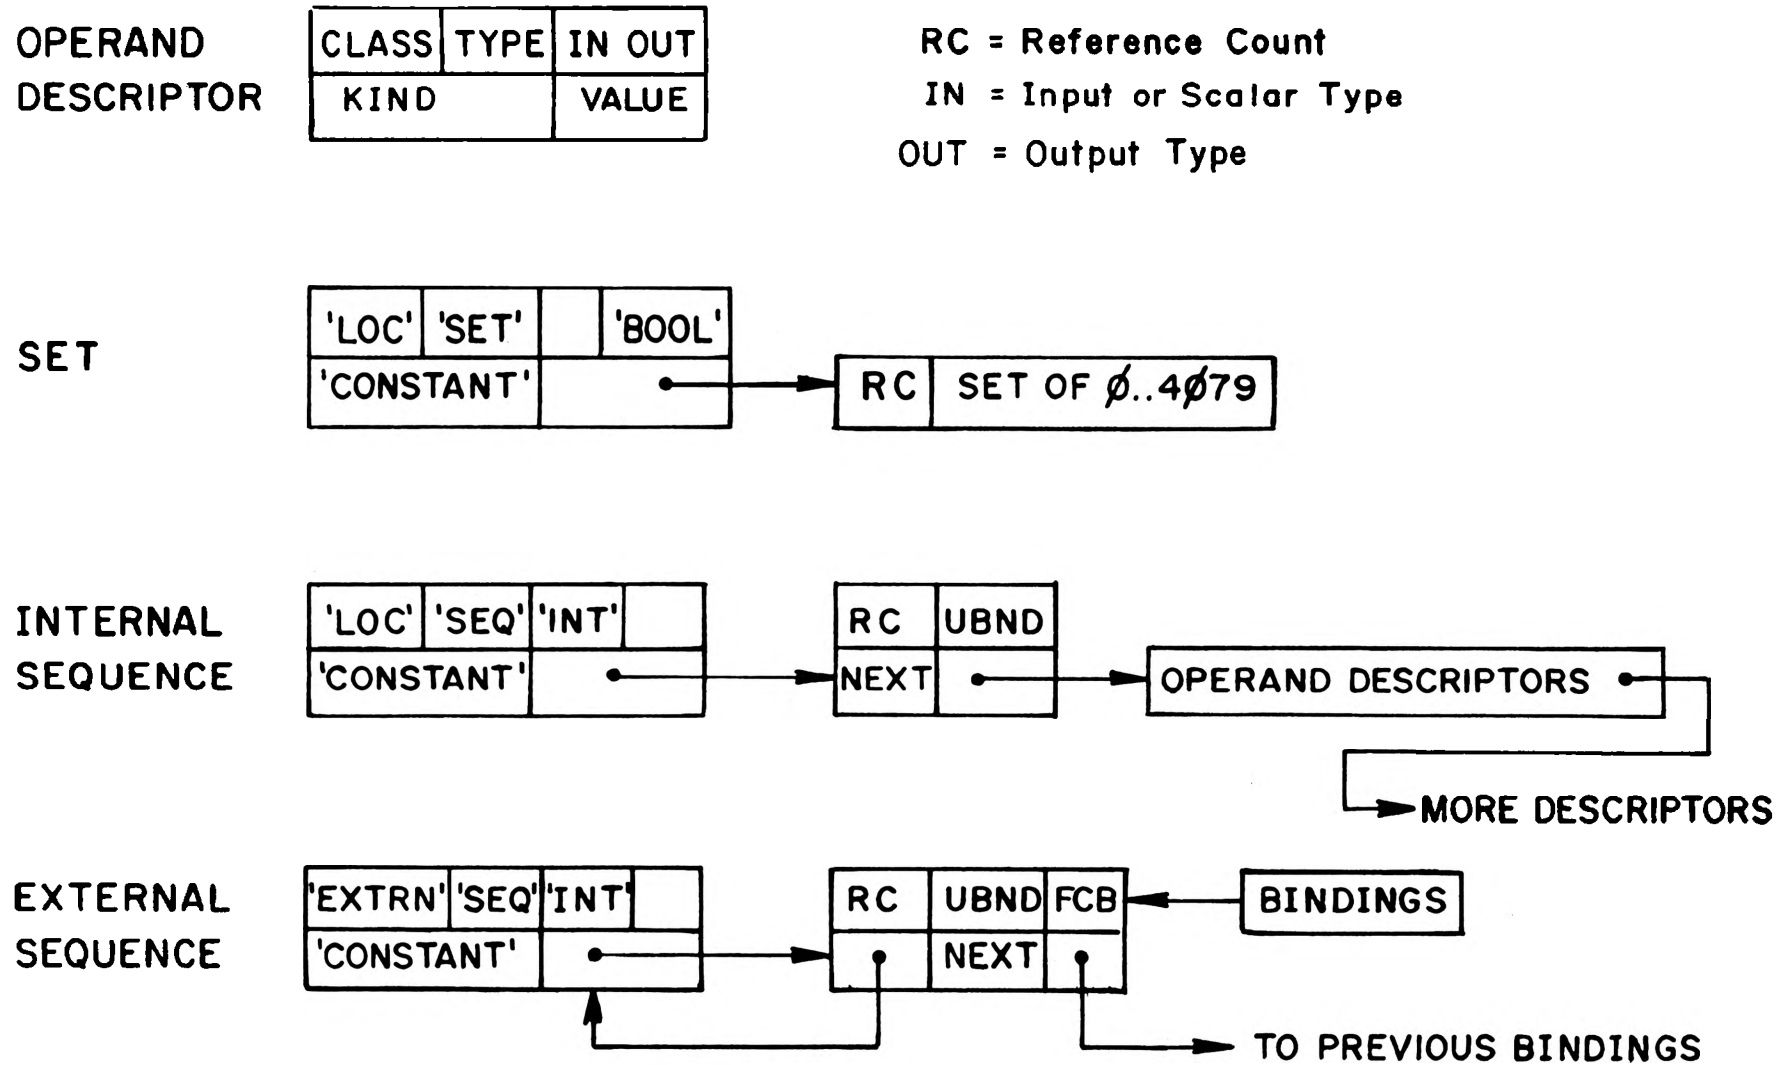 OPERAND
DESCRIPTOR
CLASS TYPE IN OUT
KIND VALUE
RC = Reference Count
IN = Input or Scalar Type
OUT = Output Type
SET
'LOC' 'SET' 'BOOL'
'CONSTANT'
RC SET OF Ø..4Ø79
INTERNAL
SEQUENCE
'LOC' 'SEQ' 'INT'
'CONSTANT'
RC UBND
NEXT
OPERAND DESCRIPTORS
MORE DESCRIPTORS
EXTERNAL
SEQUENCE
'EXTRN' 'SEQ' 'INT'
'CONSTANT'
RC UBND FCB
NEXT
BINDINGS
TO PREVIOUS BINDINGS